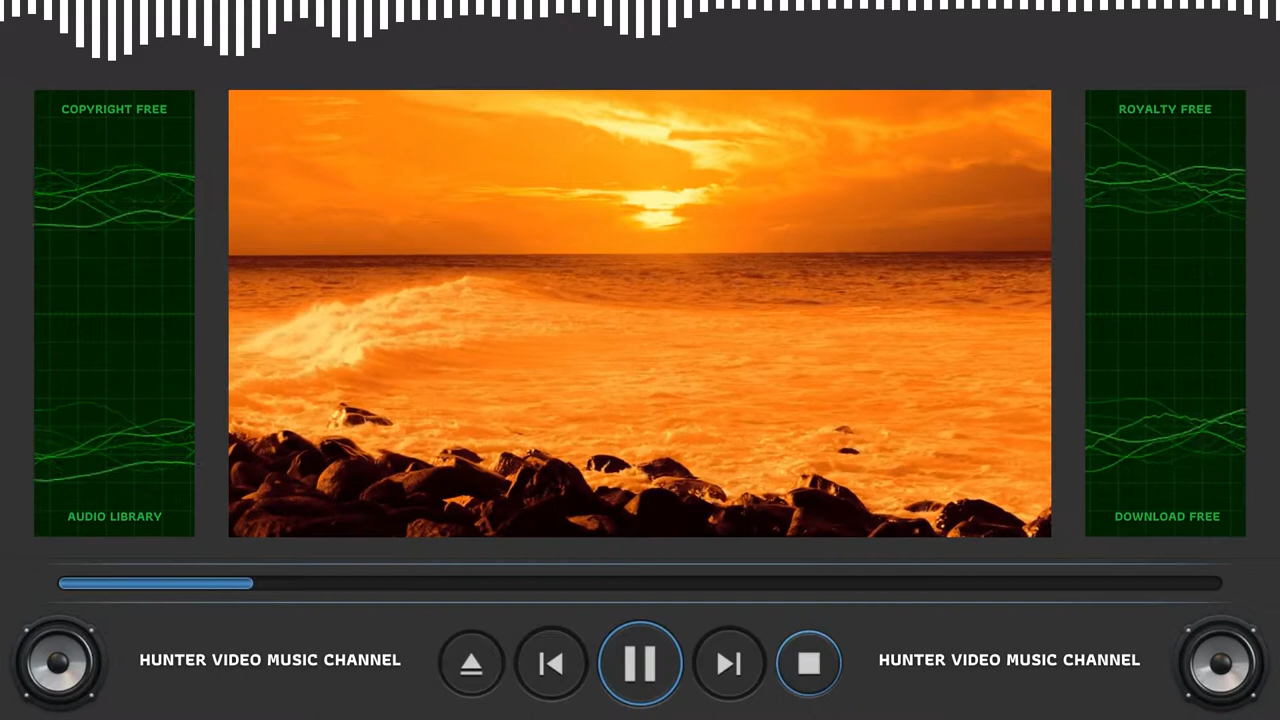 COPYRIGHT FREE
ROYALTY FREE
AUDIO LIBRARY
DOWNLOAD FREE
HUNTER VIDEO MUSIC CHANNEL
HUNTER VIDEO MUSIC CHANNEL